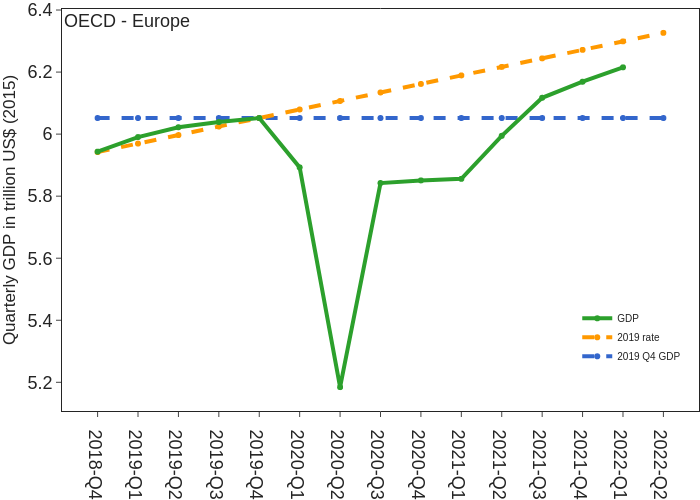 OECD - Europe
Quarterly GDP in trillion US$ (2015)
6.4
6.2
6
5.8
5.6
5.4
5.2
GDP
2019 rate
2019 Q4 GDP
2018-Q4
2019-Q1
2019-Q2
2019-Q3
2019-Q4
2020-Q1
2020-Q2
2020-Q3
2020-Q4
2021-Q1
2021-Q2
2021-Q3
2021-Q4
2022-Q1
2022-Q2